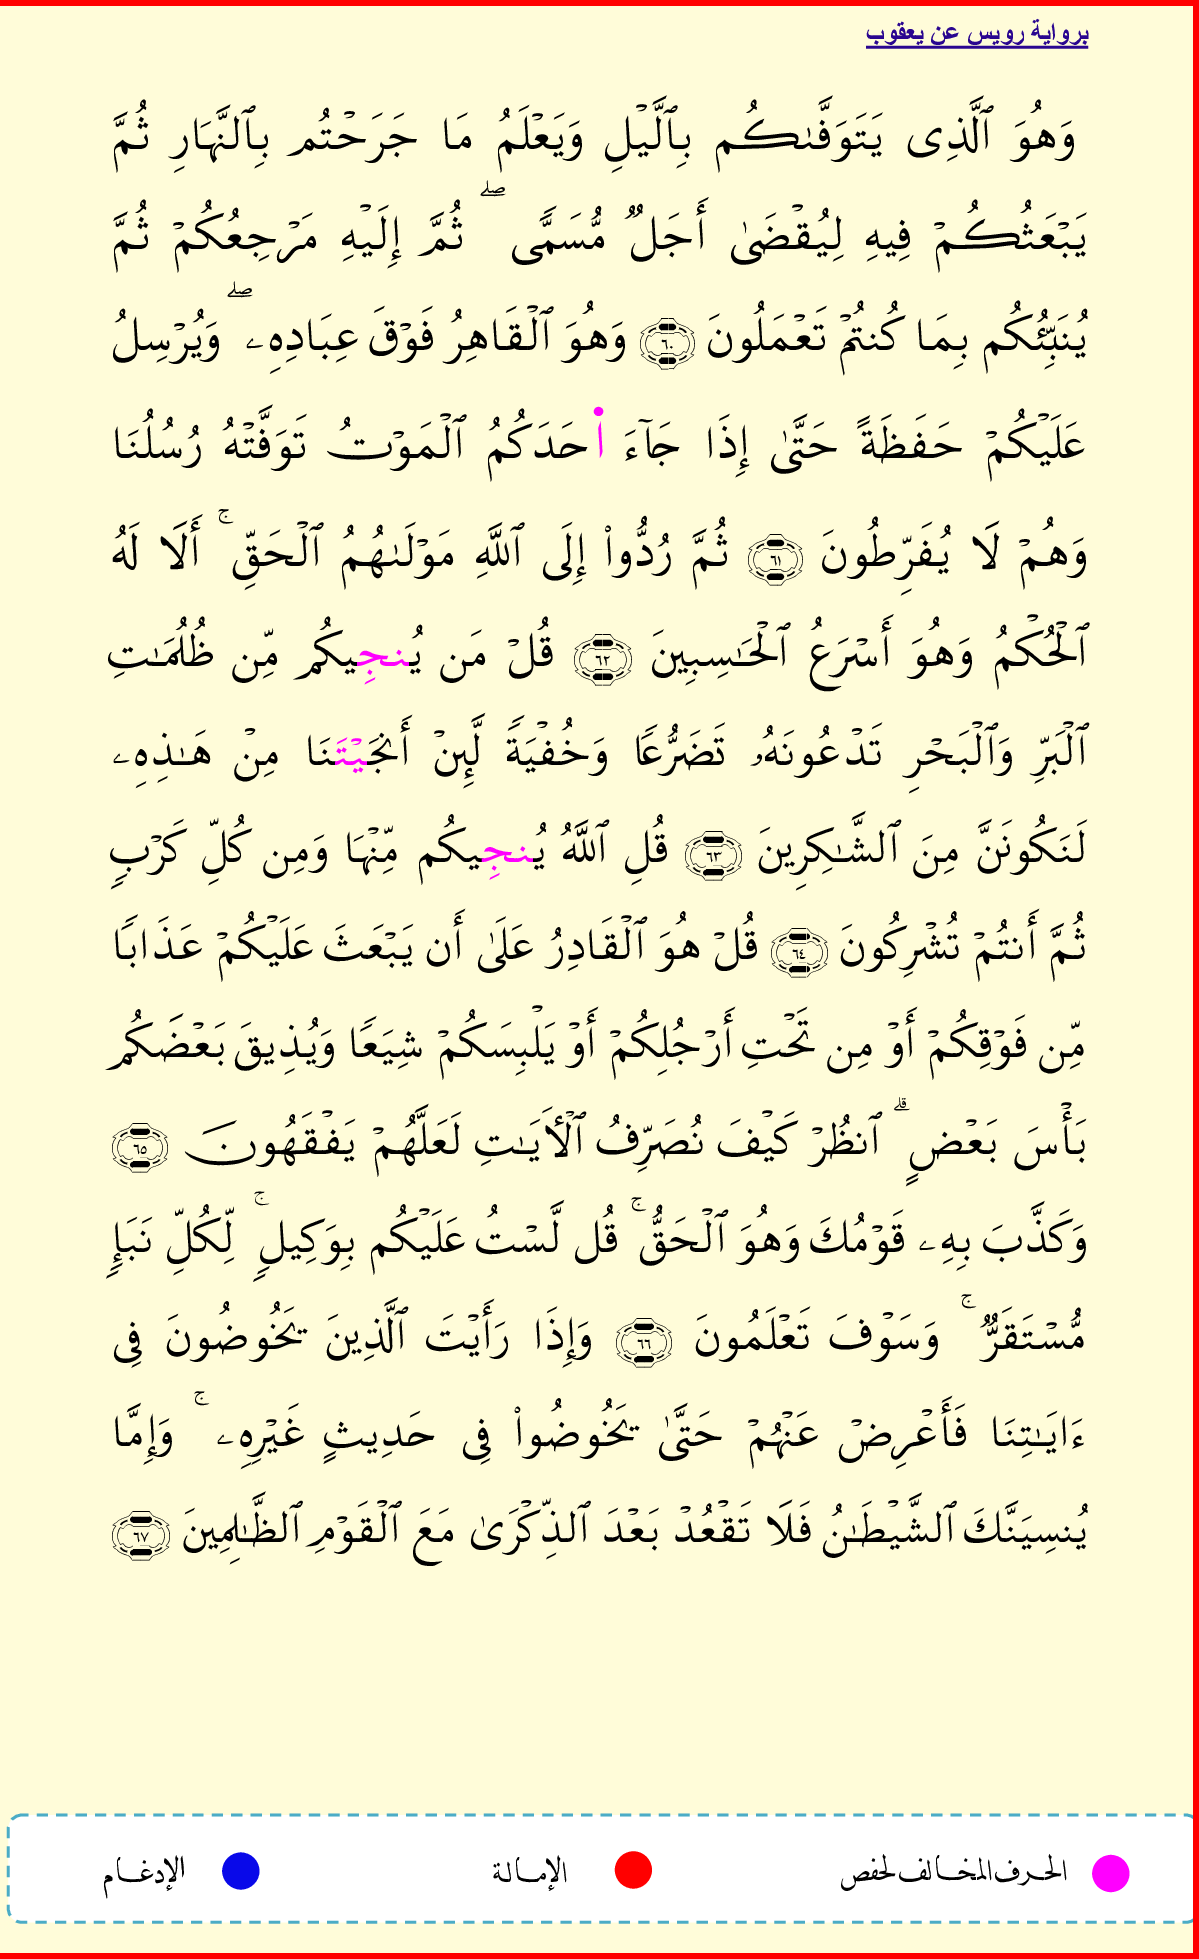 برواية رويس عن يعقوب
وَهُوَ ٱلَّذِى يَتَوَفَّىٰكُم بِٱلَّيۡلِ وَيَعۡلَمُ مَا جَرَحۡتُم بِٱلنَّهَارِ ثُمَّ
يَبۡعَثُكُمۡ فِيهِ لِيُقۡضَىٰٓ أَجَلٌ مُّسَمًّى ۖ ثُمَّ إِلَيۡهِ مَرۡجِعُكُمۡ ثُمَّ
يُنَبِّئُكُم بِمَا كُنتُمۡ تَعۡمَلُونَ ٦٠ وَهُوَ ٱلۡقَاهِرُ فَوۡقَ عِبَادِهِۦ ۖ وَيُرۡسِلُ
عَلَيۡكُمۡ حَفَظَةً حَتَّىٰ إِذَا جَآءَ ا۬حَدَكُمُ ٱلۡمَوۡتُ تَوَفَّتۡهُ رُسُلُنَا
وَهُمۡ لَا يُفَرِّطُونَ ٦١ ثُمَّ رُدُّواْ إِلَى ٱللَّهِ مَوۡلَىٰهُمُ ٱلۡحَقِّ ۚ أَلَا لَهُ
ٱلۡحُكۡمُ وَهُوَ أَسۡرَعُ ٱلۡحَـٰسِبِينَ ٦٢ قُلۡ مَن يُنجِيكُم مِّن ظُلُمَـٰتِ
ٱلۡبَرِّ وَٱلۡبَحۡرِ تَدۡعُونَهُۥ تَضَرُّعًا وَخُفۡيَةً لَّئِنۡ أَنجَيۡتَنَا مِنۡ هَـٰذِهِۦ
لَنَكُونَنَّ مِنَ ٱلشَّـٰكِرِينَ ٦٣ قُلِ ٱللَّهُ يُنجِيكُم مِّنۡهَا وَمِن كُلِّ كَرۡبٍ
ثُمَّ أَنتُمۡ تُشۡرِكُونَ ٦٤ قُلۡ هُوَ ٱلۡقَادِرُ عَلَىٰ أَن يَبۡعَثَ عَلَيۡكُمۡ عَذَابًا
مِّن فَوۡقِكُمۡ أَوۡ مِن تَحۡتِ أَرۡجُلِكُمۡ أَوۡ يَلۡبِسَكُمۡ شِيَعًا وَيُذِيقَ بَعۡضَكُم
بَأۡسَ بَعۡضٍ ۗ ٱنظُرۡ كَيۡفَ نُصَرِّفُ ٱلۡأَيَـٰتِ لَعَلَّهُمۡ يَفۡقَهُونَ ٦٥
وَكَذَّبَ بِهِۦ قَوۡمُكَ وَهُوَ ٱلۡحَقُّ ۚ قُل لَّسۡتُ عَلَيۡكُم بِوَكِيلٍ ۚ لِّكُلِّ نَبَإٍ
مُّسۡتَقَرٌّ ۚ وَسَوۡفَ تَعۡلَمُونَ ٦٦ وَإِذَا رَأَيۡتَ ٱلَّذِينَ يَخُوضُونَ فِى
ءَايَـٰتِنَا فَأَعۡرِضۡ عَنۡهُمۡ حَتَّىٰ يَخُوضُواْ فِى حَدِيثٍ غَيۡرِهِۦ ۚ وَإِمَّا
يُنسِيَنَّكَ ٱلشَّيۡطَـٰنُ فَلَا تَقۡعُدۡ بَعۡدَ ٱلذِّكۡرَىٰ مَعَ ٱلۡقَوۡمِ ٱلظَّـٰلِمِينَ ٦٧
الحرف المخالف لحفص الإمالة الإدغام